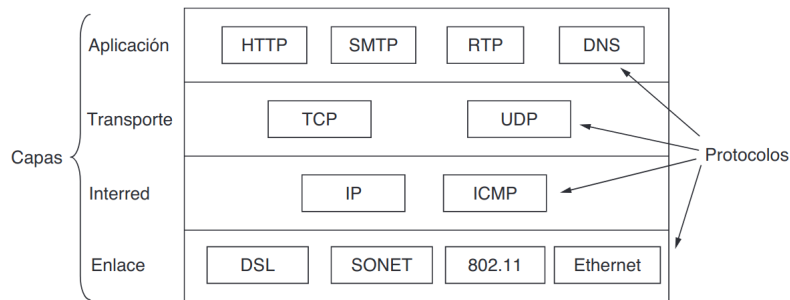 Aplicación HTTP SMTP RTP DNS
Transporte TCP UDP
Capas Protocolos
Interred IP ICMP
Enlace DSL SONET 802.11 Ethernet